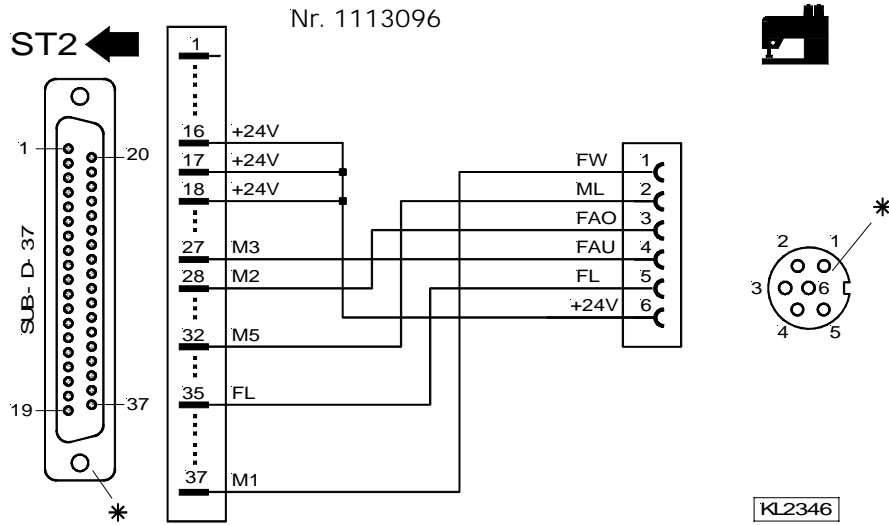 Nr. 1113096
ST2
1
16 +24V
17 +24V
18 +24V
27 M3
28 M2
32 M5
35 FL
37 M1
FW 1
ML 2
FAO 3
FAU 4
FL 5
+24V 6
1
20
SUB-D-37
19
37
*
*
2 1
3 6
4 5
KL2346